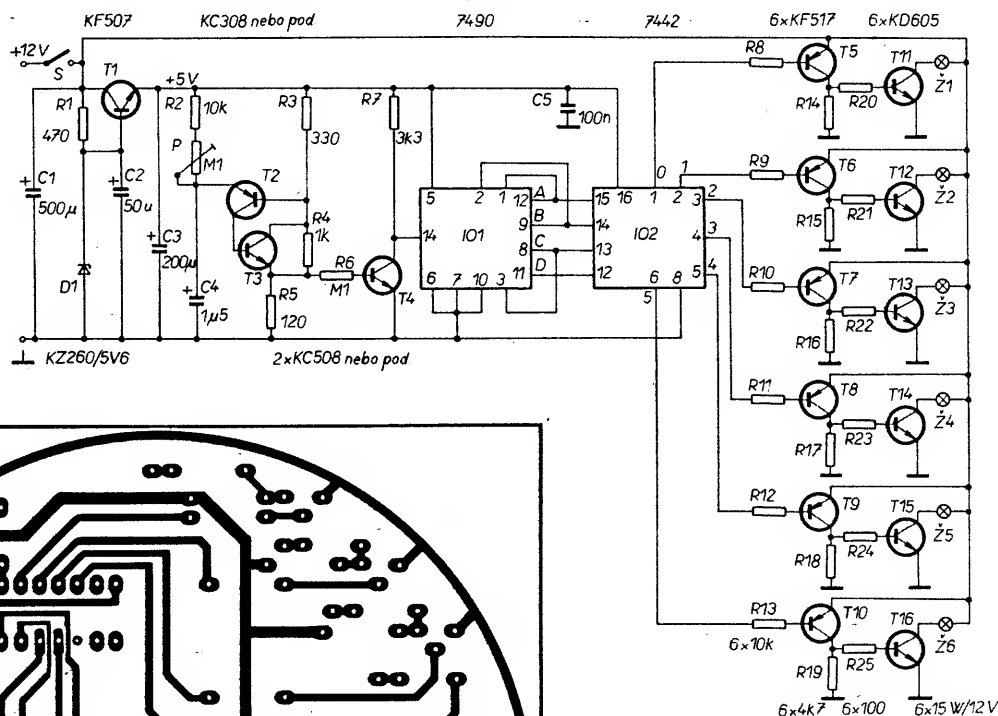 KF507 KC308 nebo pod 7490 7442 6×KF517 6×KD605
+12V S T1 +5V
R1 470 R2 10k R3 330 R7 3k3 C5 100n
P M1
C1 500µ C2 50u C3 200µ C4 1µ5
T2 T3 R4 1k R5 120 R6 M1 T4
D1
KZ260/5V6 2×KC508 nebo pod
IO1 5 2 1 12 9 8 11 14 6 7 10 3
A B C D
IO2 15 14 13 12 16 1 2 3 4 5 6 8
0 1 2 3 4 5
R8 T5 R14 R20 T11 Ž1
R9 T6 R15 R21 T12 Ž2
R10 T7 R16 R22 T13 Ž3
R11 T8 R17 R23 T14 Ž4
R12 T9 R18 R24 T15 Ž5
R13 T10 R19 R25 T16 Ž6
6×10k
6×4k7 6×100 6×15 W/12 V